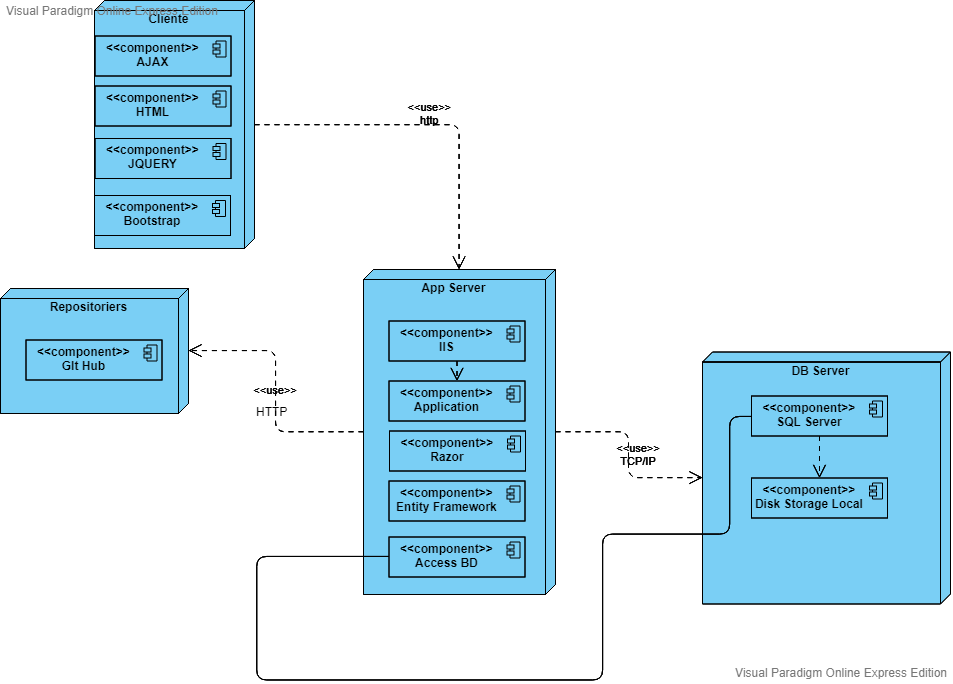 Visual Paradigm Online Express Edition
Cliente
<<component>>
AJAX
<<component>>
HTML
<<component>>
JQUERY
<<component>>
Bootstrap
<<use>>
http
Repositoriers
<<component>>
GIt Hub
<<use>>
HTTP
App Server
<<component>>
IIS
<<component>>
Application
<<component>>
Razor
<<component>>
Entity Framework
<<component>>
Access BD
<<use>>
TCP/IP
DB Server
<<component>>
SQL Server
<<component>>
Disk Storage Local
Visual Paradigm Online Express Edition